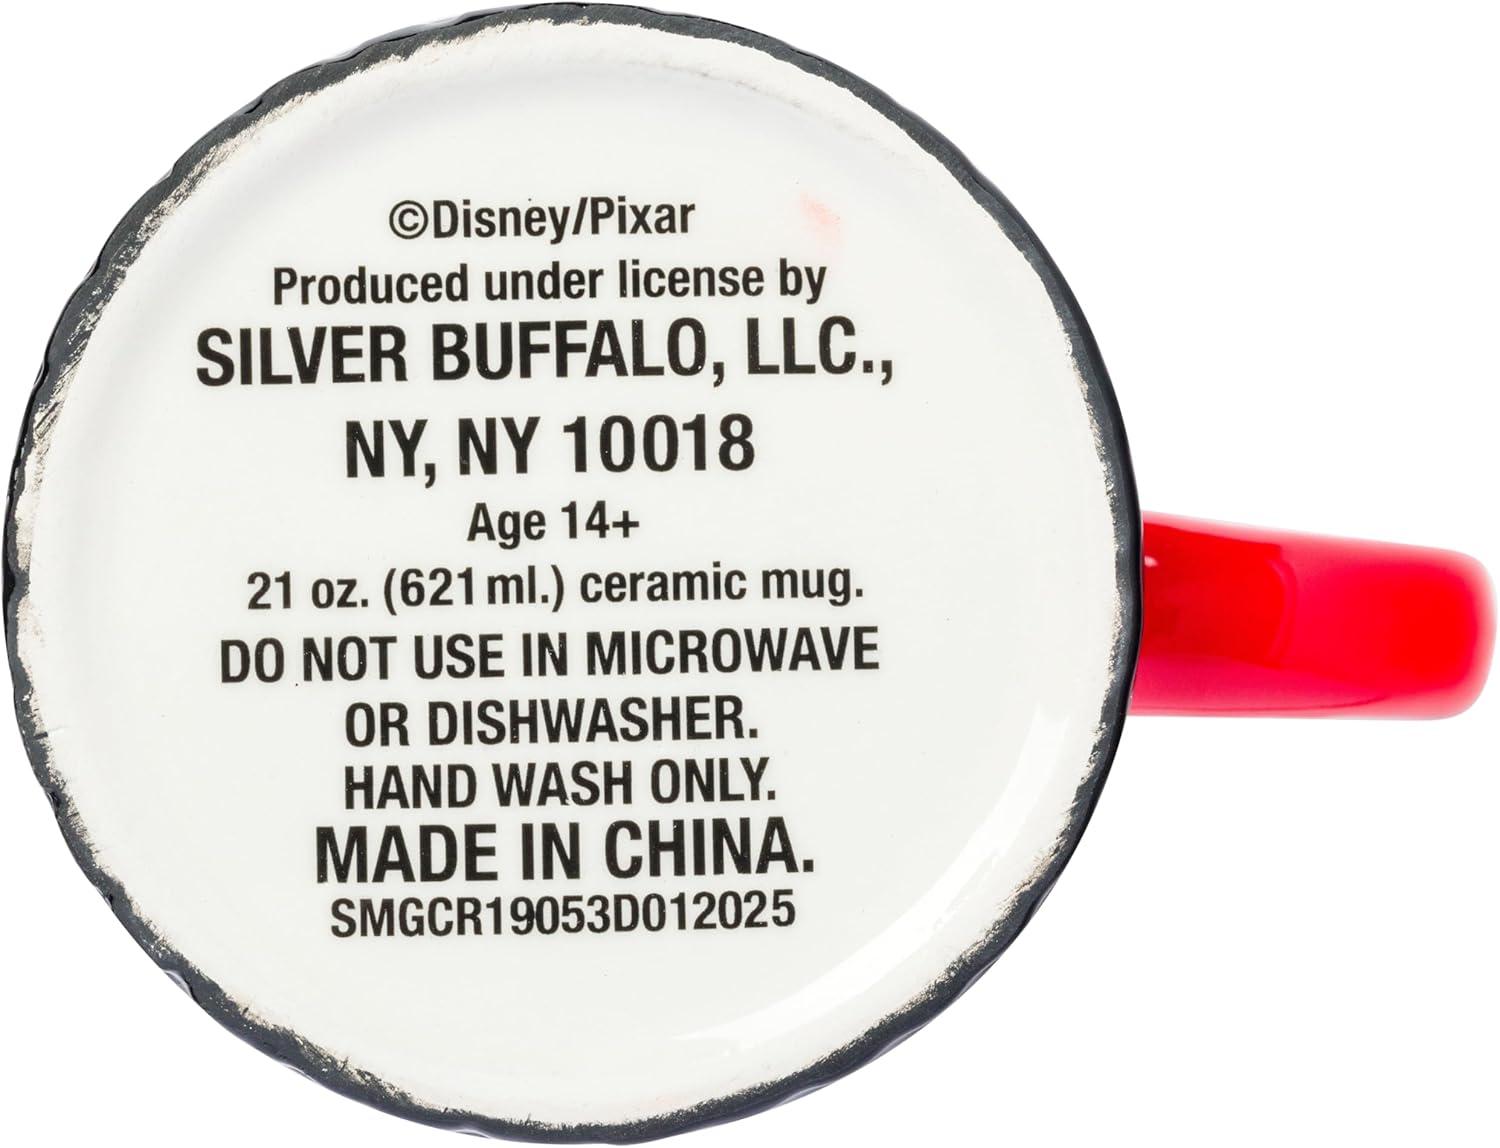 ©Disney/Pixar
Produced under license by
SILVER BUFFALO, LLC.,
NY, NY 10018
Age 14+
21 oz. (621 ml.) ceramic mug.
DO NOT USE IN MICROWAVE
OR DISHWASHER.
HAND WASH ONLY.
MADE IN CHINA.
SMGCR19053D012025